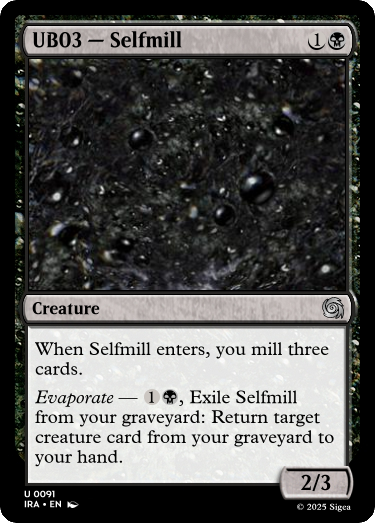 UB03 — Selfmill
1
Creature
When Selfmill enters, you mill three
cards.
Evaporate — 1, Exile Selfmill
from your graveyard: Return target
creature card from your graveyard to
your hand.
2/3
U 0091
IRA • EN
© 2025 Sigea